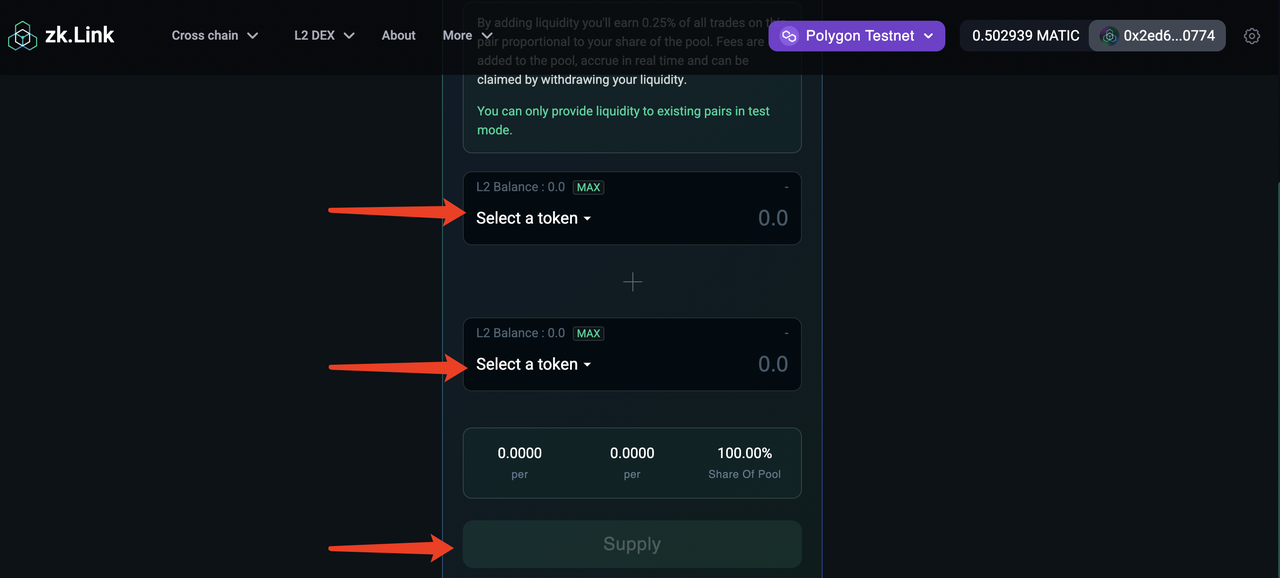 zk.Link
Cross chain
L2 DEX
About
More
Polygon Testnet
0.502939 MATIC
0x2ed6...0774
By adding liquidity you'll earn 0.25% of all trades on this
pair proportional to your share of the pool. Fees are
added to the pool, accrue in real time and can be
claimed by withdrawing your liquidity.
You can only provide liquidity to existing pairs in test
mode.
L2 Balance : 0.0 MAX -
Select a token 0.0
L2 Balance : 0.0 MAX -
Select a token 0.0
0.0000 0.0000 100.00%
per per Share Of Pool
Supply